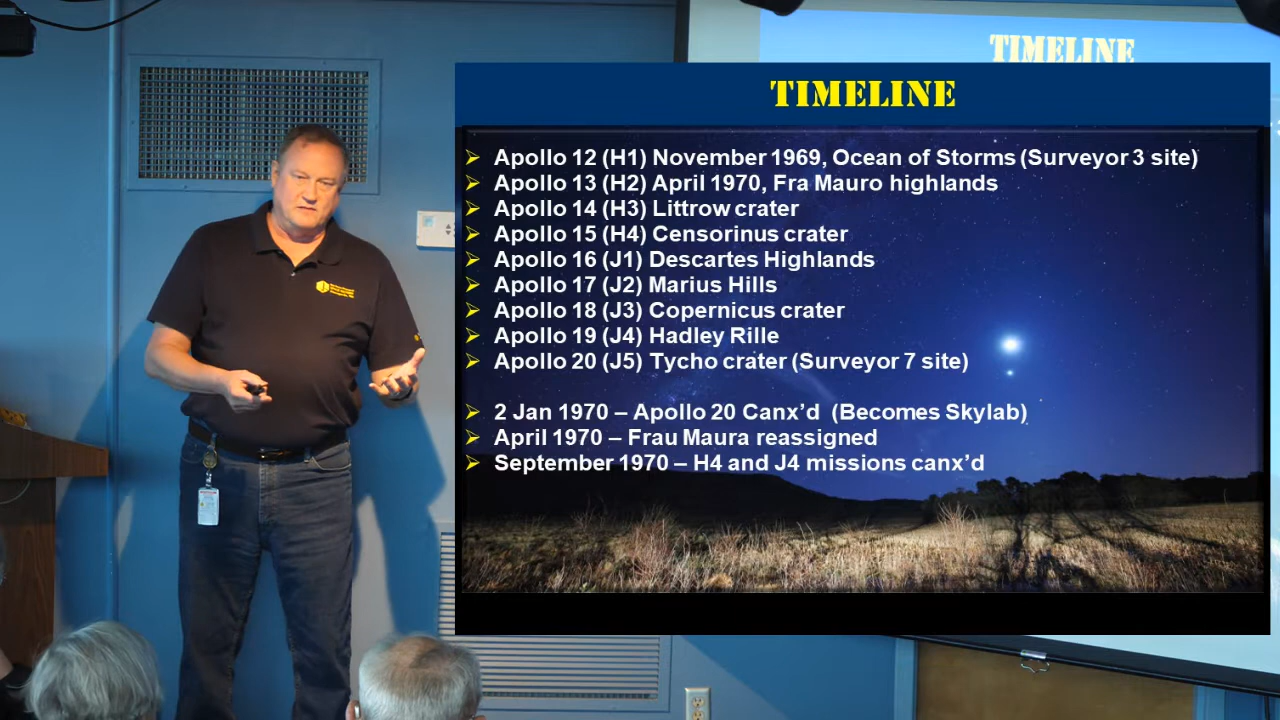 TIMELINE
TIMELINE
➢ Apollo 12 (H1) November 1969, Ocean of Storms (Surveyor 3 site)
➢ Apollo 13 (H2) April 1970, Fra Mauro highlands
➢ Apollo 14 (H3) Littrow crater
➢ Apollo 15 (H4) Censorinus crater
➢ Apollo 16 (J1) Descartes Highlands
➢ Apollo 17 (J2) Marius Hills
➢ Apollo 18 (J3) Copernicus crater
➢ Apollo 19 (J4) Hadley Rille
➢ Apollo 20 (J5) Tycho crater (Surveyor 7 site)
➢ 2 Jan 1970 – Apollo 20 Canx’d (Becomes Skylab)
➢ April 1970 – Frau Maura reassigned
➢ September 1970 – H4 and J4 missions canx’d